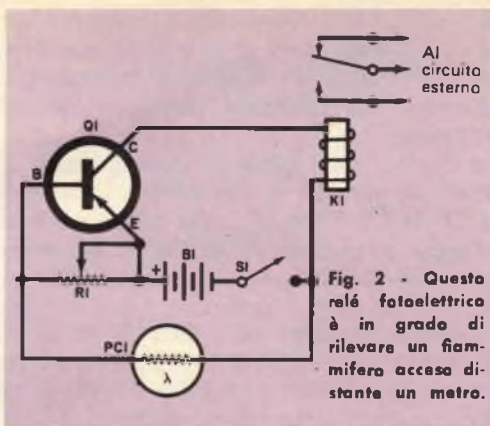 Al
circuito
esterno
Q1
C
B
E
K1
+
B1
S1
R1
PC1
λ
Fig. 2 - Questo
relé fotoelettrico
è in grado di
rilevare un fiam-
mifero acceso di-
stante un metro.